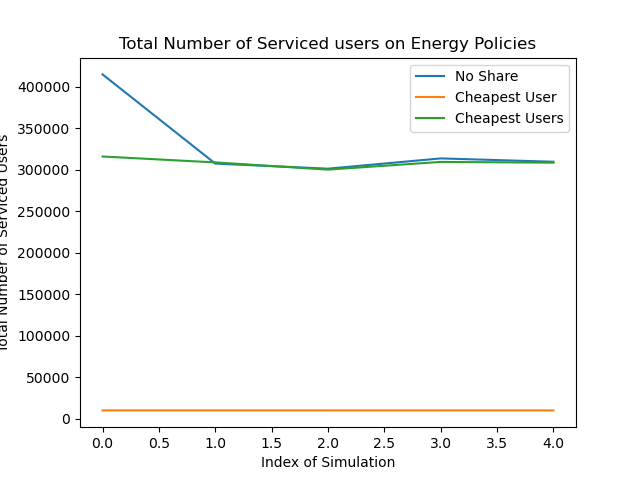 Total Number of Serviced users on Energy Policies
No Share
Cheapest User
Cheapest Users
400000
350000
300000
250000
200000
150000
100000
50000
0
Total Number of Serviced Users
0.0 0.5 1.0 1.5 2.0 2.5 3.0 3.5 4.0
Index of Simulation